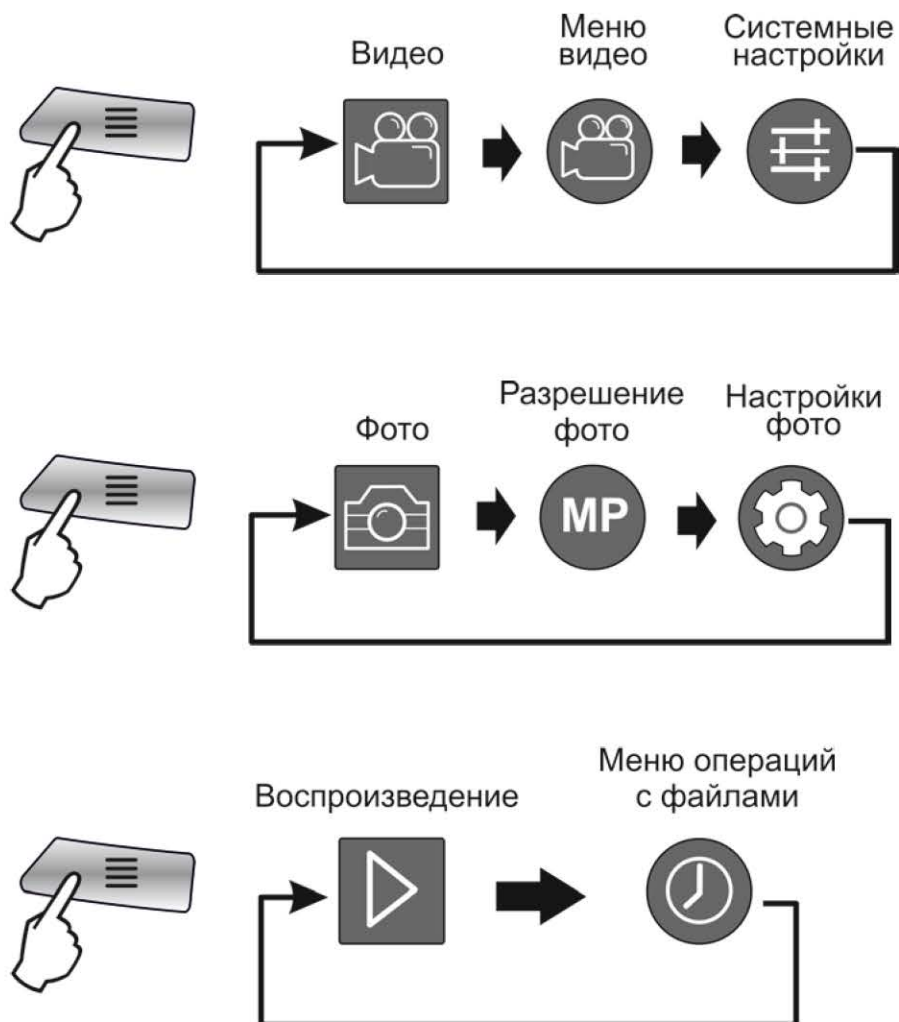 Видео
Меню
видео
Системные
настройки
Фото
Разрешение
фото
Настройки
фото
MP
Воспроизведение
Меню операций
с файлами